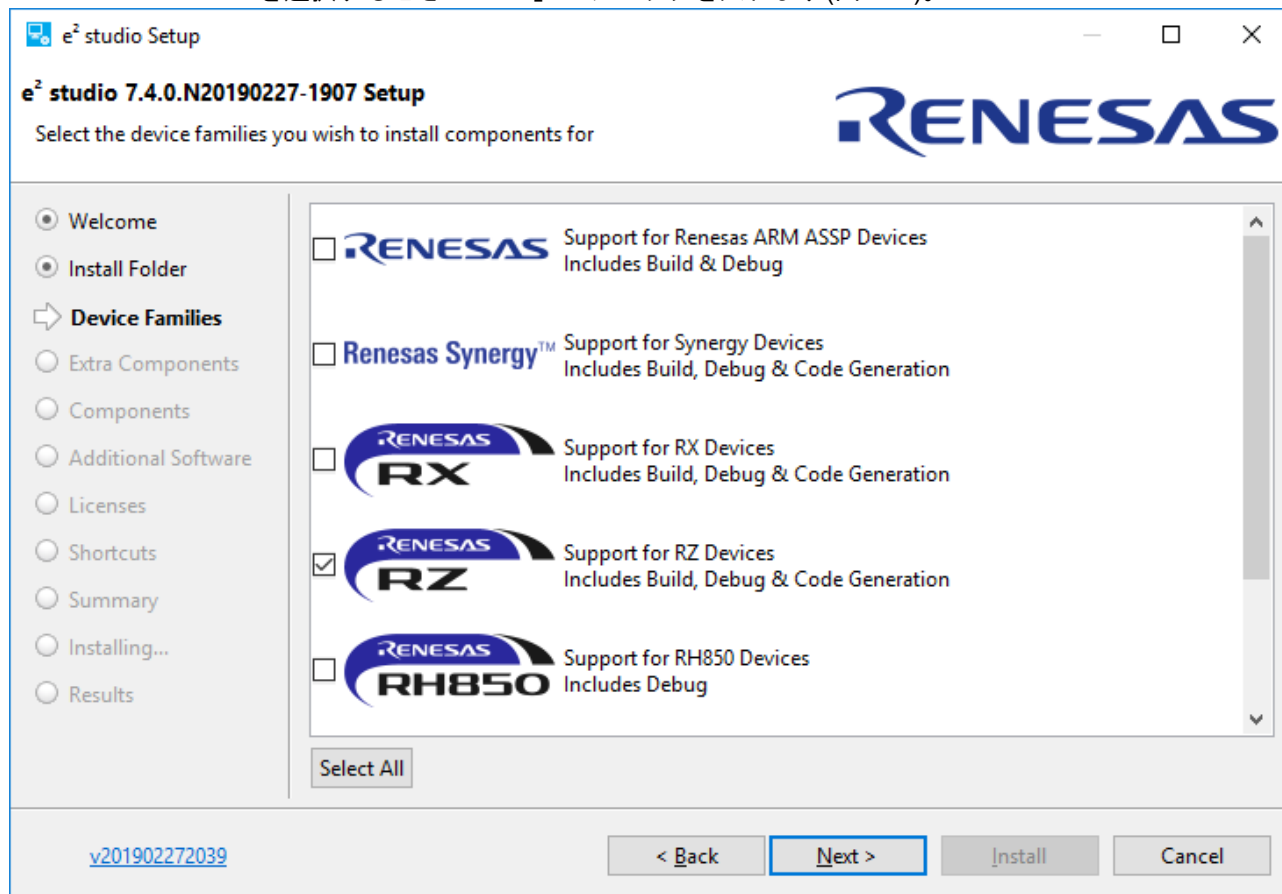 e² studio Setup
e² studio 7.4.0.N20190227-1907 Setup
Select the device families you wish to install components for
RENESAS
Welcome
Install Folder
Device Families
Extra Components
Components
Additional Software
Licenses
Shortcuts
Summary
Installing...
Results
RENESAS
Support for Renesas ARM ASSP Devices
Includes Build & Debug
Renesas Synergy™
Support for Synergy Devices
Includes Build, Debug & Code Generation
RENESAS
RX
Support for RX Devices
Includes Build, Debug & Code Generation
RENESAS
RZ
Support for RZ Devices
Includes Build, Debug & Code Generation
RENESAS
RH850
Support for RH850 Devices
Includes Debug
Select All
v201902272039
< Back
Next >
Install
Cancel